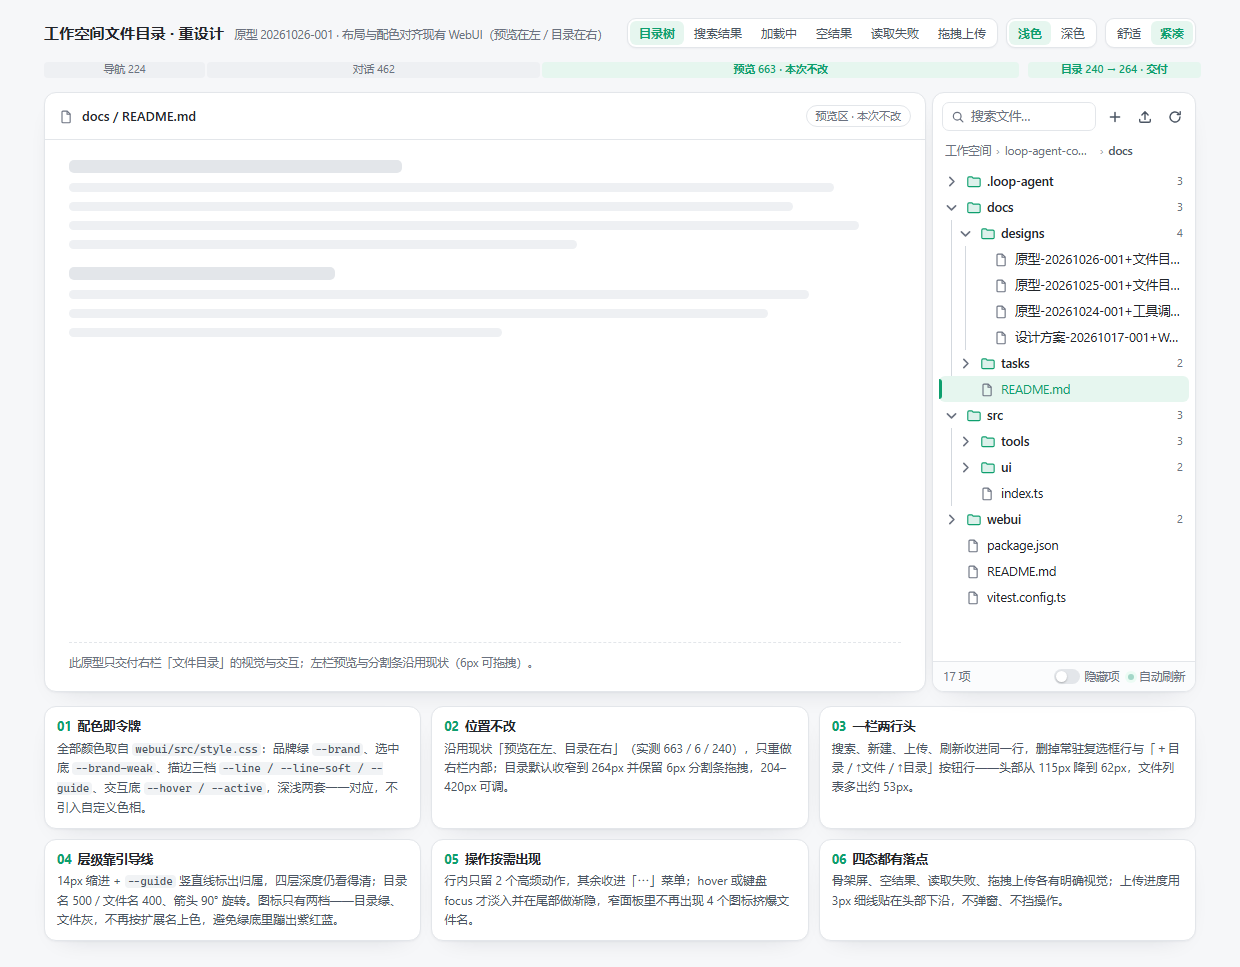 工作空间文件目录 · 重设计
原型 20261026-001 · 布局与配色对齐现有 WebUI（预览在左 / 目录在右）
目录树 搜索结果 加载中 空结果 读取失败 拖拽上传
浅色 深色
舒适 紧凑
导航 224
对话 462
预览 663 · 本次不改
目录 240 → 264 · 交付
docs / README.md
预览区 · 本次不改
此原型只交付右栏「文件目录」的视觉与交互；左栏预览与分割条沿用现状（6px 可拖拽）。
搜索文件...
工作空间 › loop-agent-co... › docs
.loop-agent 3
docs 3
designs 4
原型-20261026-001+文件目...
原型-20261025-001+文件目...
原型-20261024-001+工具调...
设计方案-20261017-001+W...
tasks 2
README.md
src 3
tools 3
ui 2
index.ts
webui 2
package.json
README.md
vitest.config.ts
17 项
隐藏项
自动刷新
01 配色即令牌
全部颜色取自 webui/src/style.css：品牌绿 --brand、选中
底 --brand-weak、描边三档 --line / --line-soft / --
guide、交互底 --hover / --active，深浅两套一一对应，不
引入自定义色相。
02 位置不改
沿用现状「预览在左、目录在右」（实测 663 / 6 / 240），只重做
右栏内部；目录默认收窄到 264px 并保留 6px 分割条拖拽，204–
420px 可调。
03 一栏两行头
搜索、新建、上传、刷新收进同一行，删掉常驻复选框行与「＋目
录 / ↑文件 / ↑目录」按钮行——头部从 115px 降到 62px，文件列
表多出约 53px。
04 层级靠引导线
14px 缩进 + --guide 竖直线标出归属，四层深度仍看得清；目录
名 500 / 文件名 400、箭头 90° 旋转。图标只有两档——目录绿、
文件灰，不再按扩展名上色，避免绿底里蹦出紫红蓝。
05 操作按需出现
行内只留 2 个高频动作，其余收进「···」菜单；hover 或键盘
focus 才淡入并在尾部做渐隐，窄面板里不再出现 4 个图标挤爆文
件名。
06 四态都有落点
骨架屏、空结果、读取失败、拖拽上传各有明确视觉；上传进度用
3px 细线贴在头部下沿，不弹窗、不挡操作。